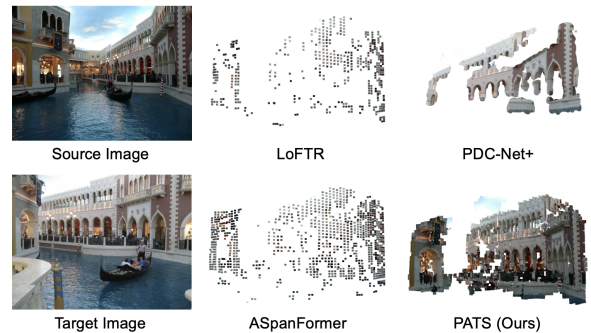 Source Image
LoFTR
PDC-Net+
Target Image
ASpanFormer
PATS (Ours)